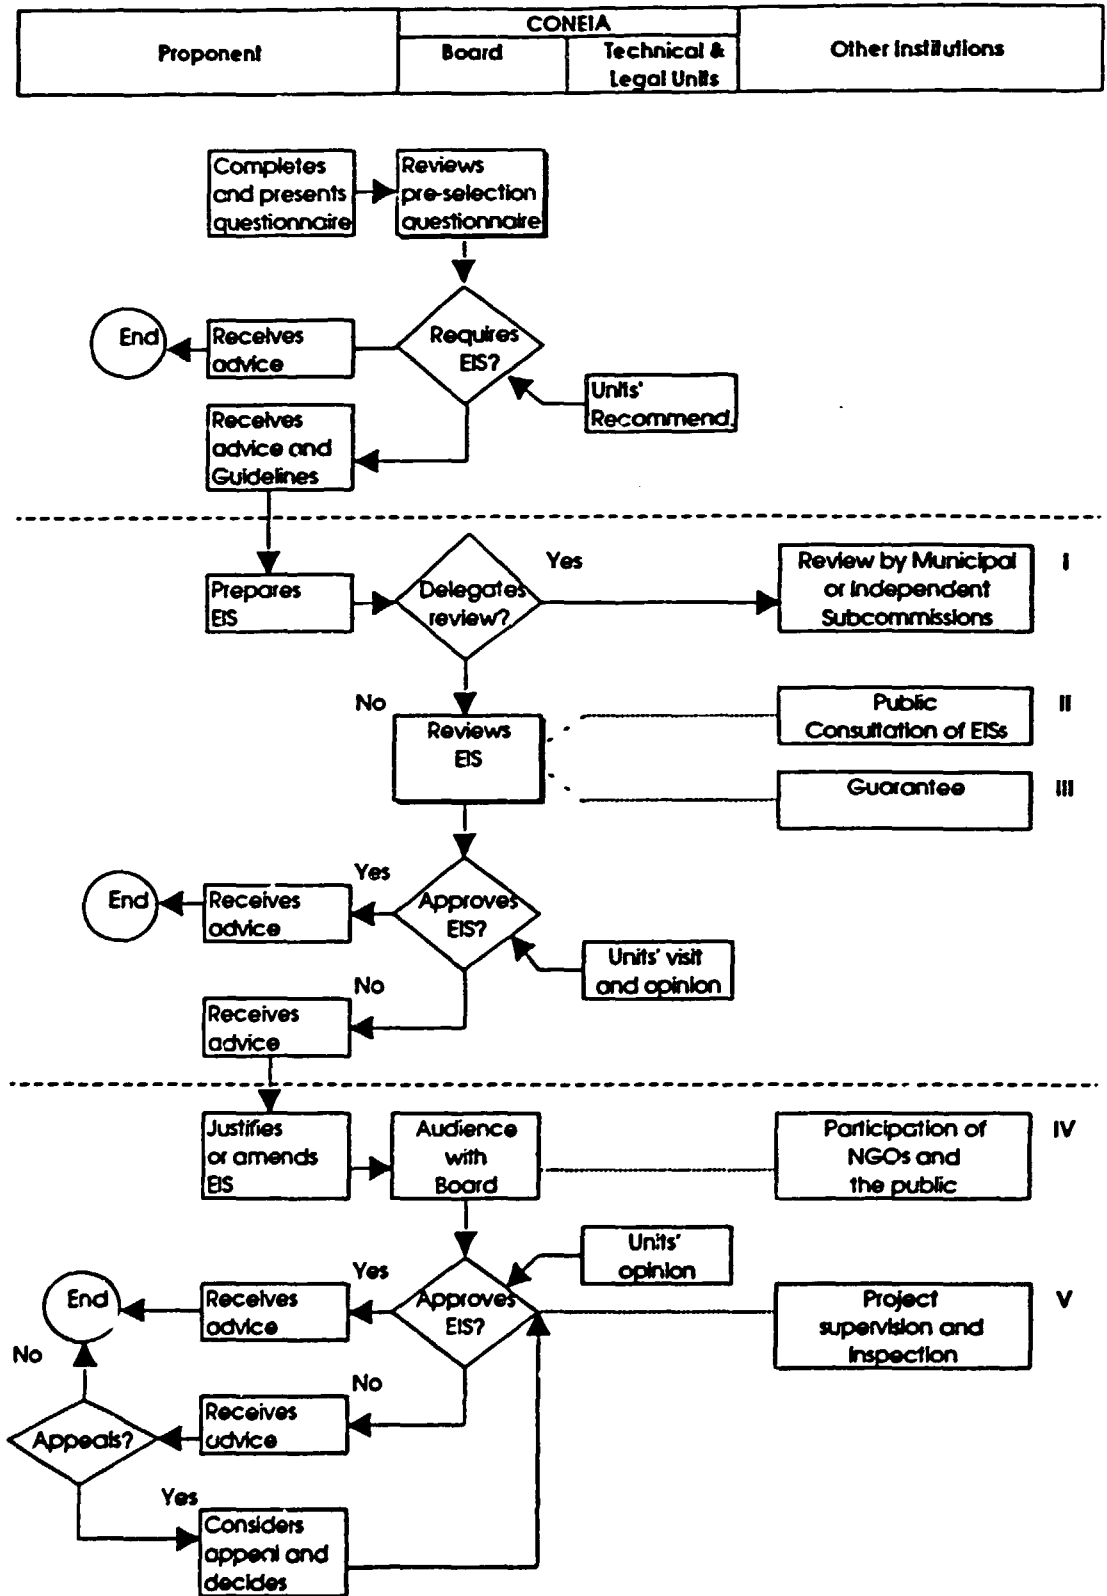 CONEIA
Proponent
Board
Technical &
Legal Units
Other Institutions
Completes
and presents
questionnaire
Reviews
pre-selection
questionnaire
End
Receives
advice
Requires
EIS?
Units'
Recommend.
Receives
advice and
Guidelines
Prepares
EIS
Delegates
review?
Yes
Review by Municipal
or Independent
Subcommissions
I
No
Reviews
EIS
Public
Consultation of EISs
II
Guarantee
III
End
Receives
advice
Yes
Approves
EIS?
Units' visit
and opinion
No
Receives
advice
Justifies
or amends
EIS
Audience
with
Board
Participation of
NGOs and
the public
IV
Units'
opinion
End
Receives
advice
Yes
Approves
EIS?
Project
supervision and
inspection
V
No
No
Receives
advice
Appeals?
Yes
Considers
appeal and
decides